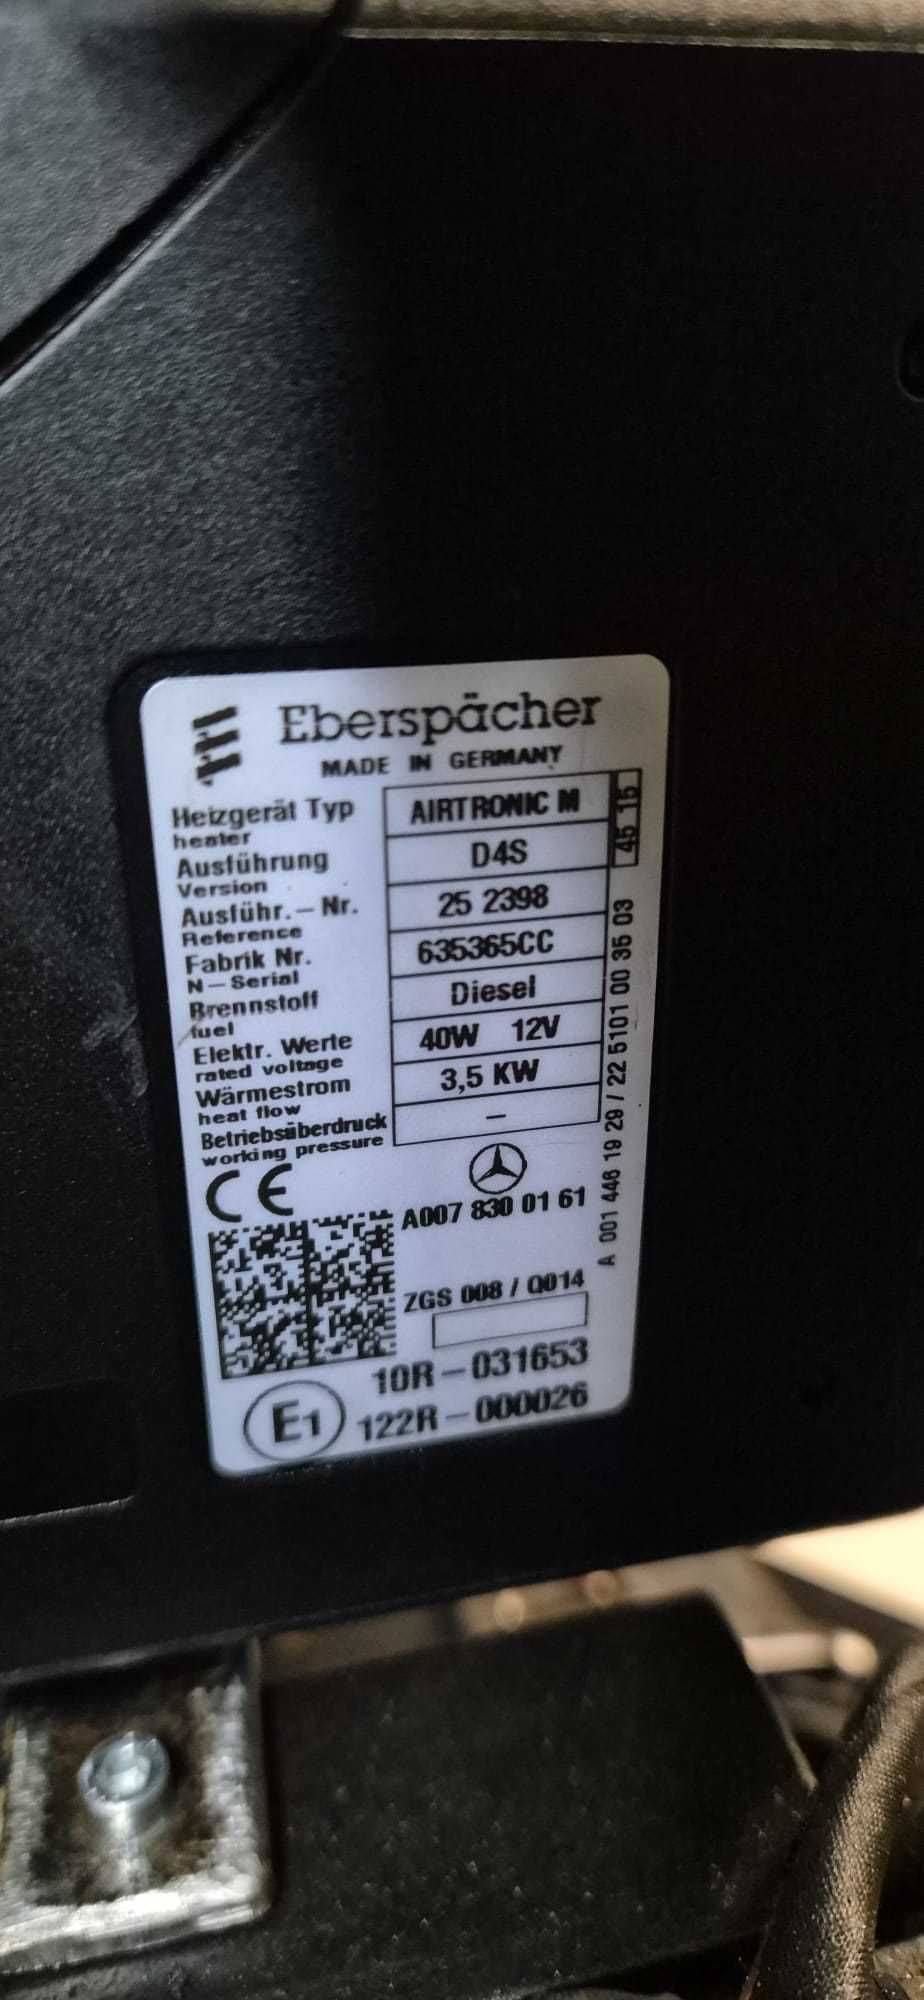 Eberspächer
MADE IN GERMANY
Heizgerät Typ AIRTRONIC M
heater
Ausführung D4S
Version
Ausführ.-Nr. 25 2398
Reference
Fabrik Nr. 635365CC
N-Serial
Brennstoff Diesel
fuel
Elektr. Werte 40W 12V
rated voltage
Wärmestrom 3,5 KW
heat flow
Betriebsüberdruck –
working pressure
45 15
A 001 446 19 29 / 22 5101 00 35 03
CE
A007 830 01 61
ZGS 008 / Q014
10R-031653
E1 122R-000026